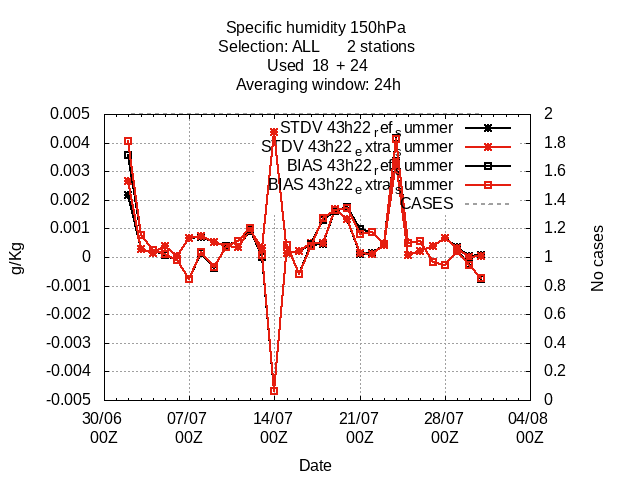 Specific humidity 150hPa
Selection: ALL 2 stations
Used 18 + 24
Averaging window: 24h
0.005
0.004
0.003
0.002
0.001
0
-0.001
-0.002
-0.003
-0.004
-0.005
g/Kg
STDV 43h22refsummer
STDV 43h22extrasummer
BIAS 43h22refsummer
BIAS 43h22extrasummer
CASES
2
1.8
1.6
1.4
1.2
1
0.8
0.6
0.4
0.2
0
No cases
30/06 07/07 14/07 21/07 28/07 04/08
00Z 00Z 00Z 00Z 00Z 00Z
Date